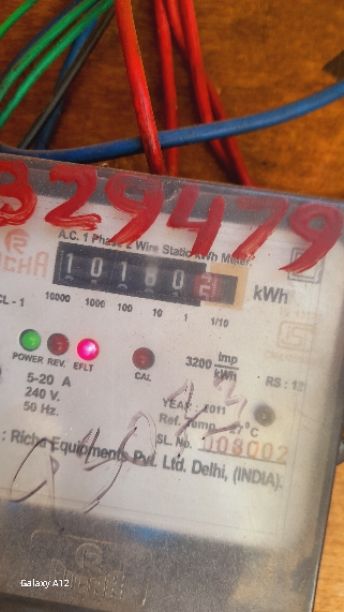 829479
A.C. 1 Phase 2 Wire Static kWh Meter
RICHA
10180 kWh
CL - 1 10000 1000 100 10 1 1/10
POWER REV. EFLT CAL 3200 imp/kWh
5-20 A RS : 12
240 V. YEAR : 2011
50 Hz. Ref. Temp. °C
SL. No. 008002
: Richa Equipments Pvt. Ltd. Delhi, (INDIA).
Galaxy A12